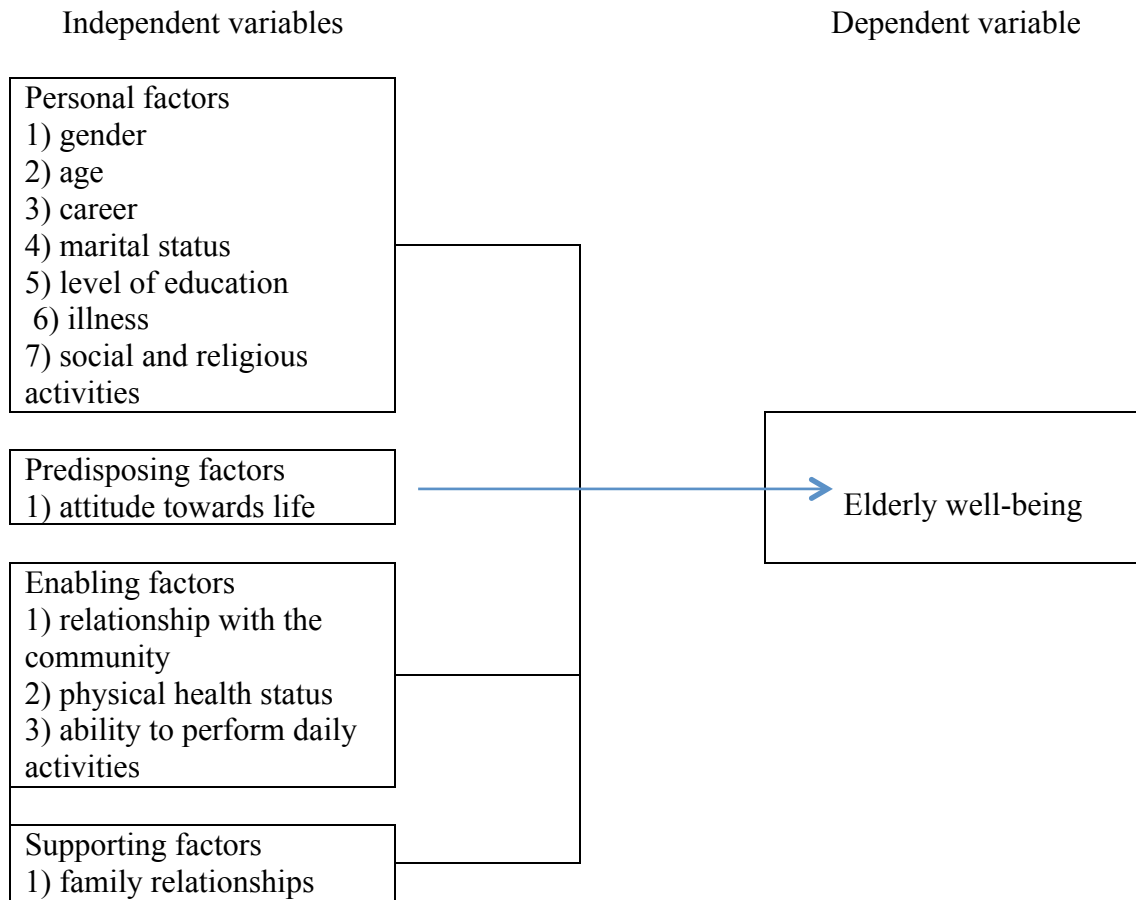 Independent variables
Dependent variable
Personal factors
1) gender
2) age
3) career
4) marital status
5) level of education
6) illness
7) social and religious
activities
Predisposing factors
1) attitude towards life
Elderly well-being
Enabling factors
1) relationship with the
community
2) physical health status
3) ability to perform daily
activities
Supporting factors
1) family relationships